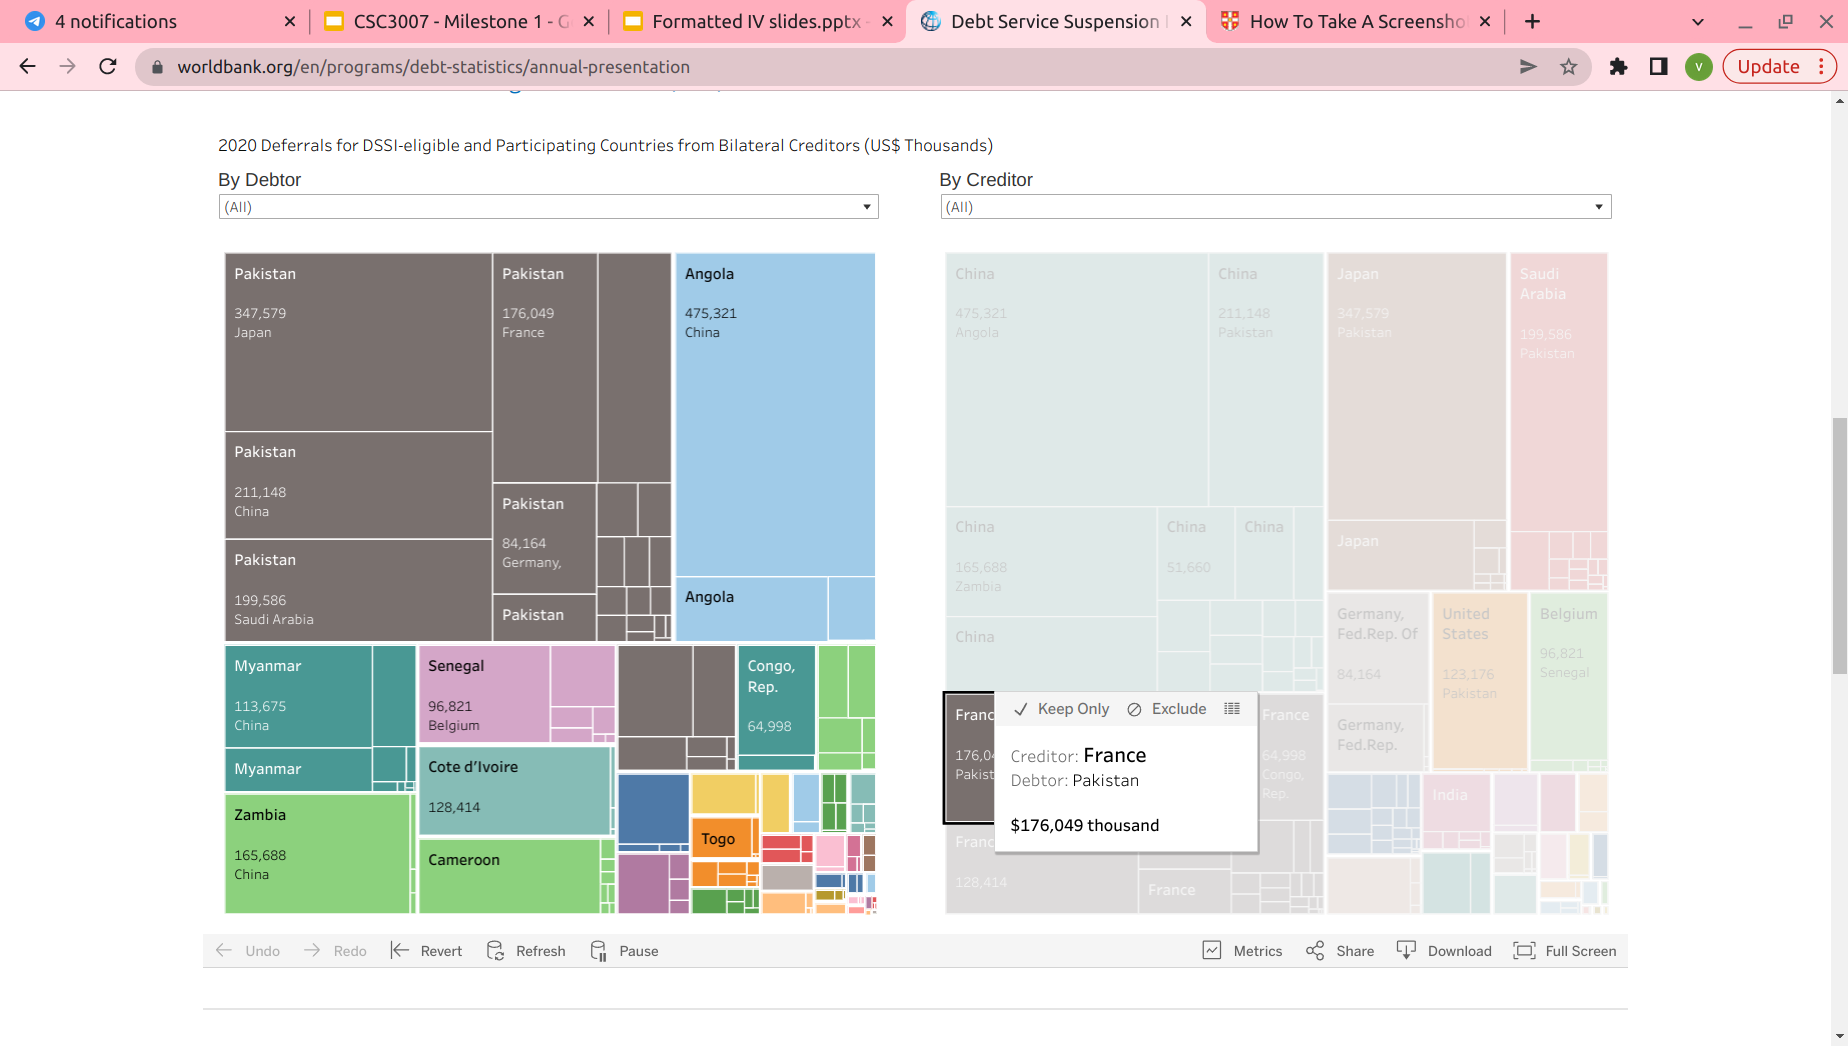 4 notifications
CSC3007 - Milestone 1 - G
Formatted IV slides.pptx -
Debt Service Suspension
How To Take A Screensho
worldbank.org/en/programs/debt-statistics/annual-presentation
V
Update
2020 Deferrals for DSSI-eligible and Participating Countries from Bilateral Creditors (US$ Thousands)
By Debtor
(All)
Pakistan
347,579
Japan
Pakistan
176,049
France
Angola
475,321
China
Pakistan
211,148
China
Pakistan
84,164
Germany,
Pakistan
199,586
Saudi Arabia
Pakistan
Angola
Myanmar
113,675
China
Senegal
96,821
Belgium
Congo,
Rep.
64,998
Myanmar
Cote d'Ivoire
128,414
Zambia
165,688
China
Cameroon
Togo
By Creditor
(All)
China
475,321
Angola
China
211,148
Pakistan
Japan
347,579
Pakistan
Saudi
Arabia
199,586
Pakistan
China
165,688
Zambia
China
51,660
China
Japan
China
Germany,
Fed.Rep. Of
84,164
United
States
123,176
Pakistan
Belgium
96,821
Senegal
Franc
176,04
Pakist
Keep Only
Exclude
Creditor: France
Debtor: Pakistan
$176,049 thousand
France
64,998
Congo,
Rep.
Germany,
Fed.Rep.
India
Franc
128,414
France
Undo
Redo
Revert
Refresh
Pause
Metrics
Share
Download
Full Screen